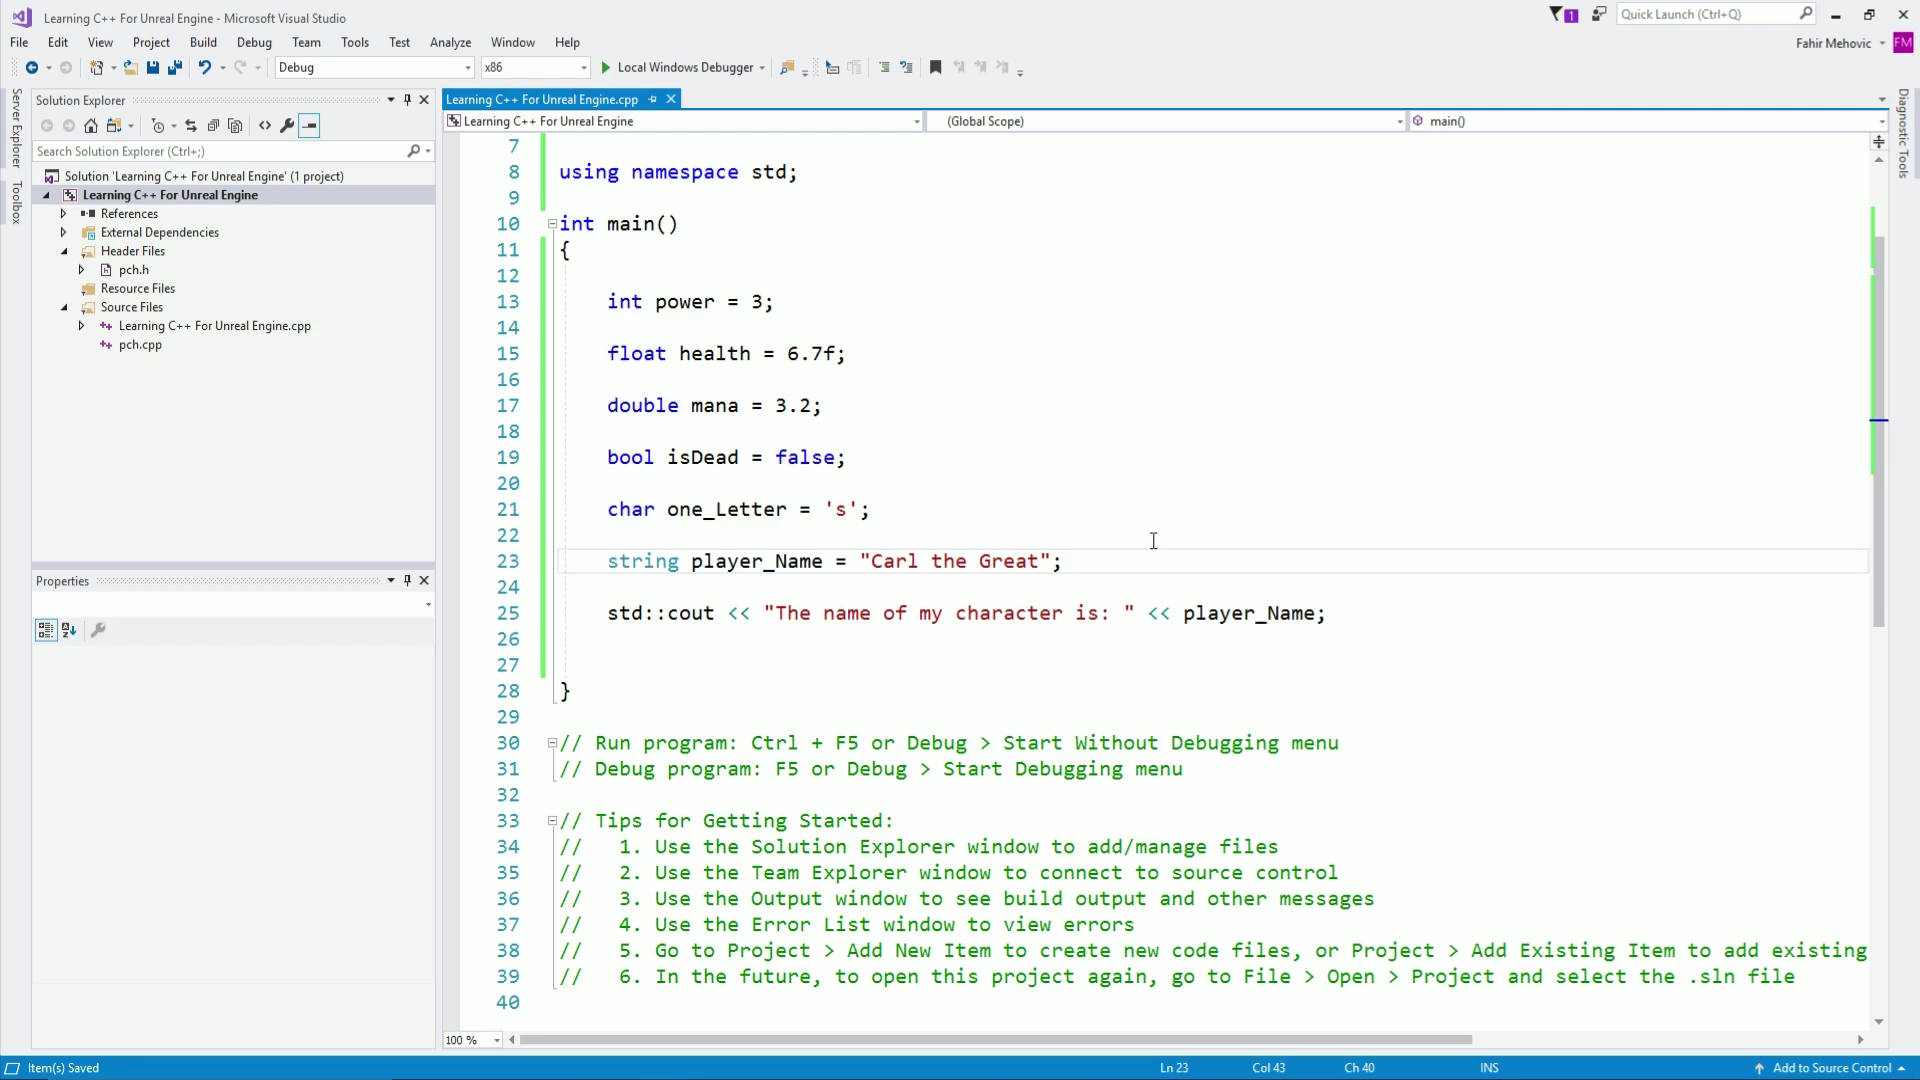 Learning C++ For Unreal Engine - Microsoft Visual Studio
1
Quick Launch (Ctrl+Q)
File Edit View Project Build Debug Team Tools Test Analyze Window Help
Fahir Mehovic
FM
Debug
x86
Local Windows Debugger
Server Explorer
Toolbox
Solution Explorer
Search Solution Explorer (Ctrl+;)
Solution 'Learning C++ For Unreal Engine' (1 project)
Learning C++ For Unreal Engine
References
External Dependencies
Header Files
pch.h
Resource Files
Source Files
Learning C++ For Unreal Engine.cpp
pch.cpp
Properties
Learning C++ For Unreal Engine.cpp
Learning C++ For Unreal Engine
(Global Scope)
main()
Diagnostic Tools
7
8 using namespace std;
9
10 int main()
11 {
12
13 int power = 3;
14
15 float health = 6.7f;
16
17 double mana = 3.2;
18
19 bool isDead = false;
20
21 char one_Letter = 's';
22
23 string player_Name = "Carl the Great";
24
25 std::cout << "The name of my character is: " << player_Name;
26
27
28 }
29
30 // Run program: Ctrl + F5 or Debug > Start Without Debugging menu
31 // Debug program: F5 or Debug > Start Debugging menu
32
33 // Tips for Getting Started:
34 // 1. Use the Solution Explorer window to add/manage files
35 // 2. Use the Team Explorer window to connect to source control
36 // 3. Use the Output window to see build output and other messages
37 // 4. Use the Error List window to view errors
38 // 5. Go to Project > Add New Item to create new code files, or Project > Add Existing Item to add existing
39 // 6. In the future, to open this project again, go to File > Open > Project and select the .sln file
40
100 %
Item(s) Saved
Ln 23
Col 43
Ch 40
INS
Add to Source Control